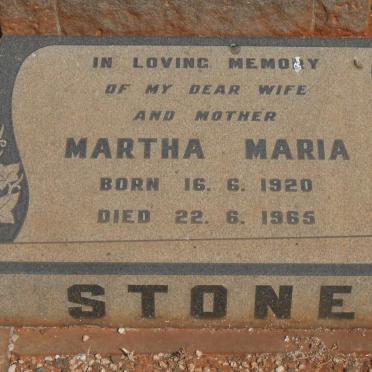 IN LOVING MEMORY
OF MY DEAR WIFE
AND MOTHER
MARTHA MARIA
BORN 16. 6. 1920
DIED 22. 6. 1965
STONE